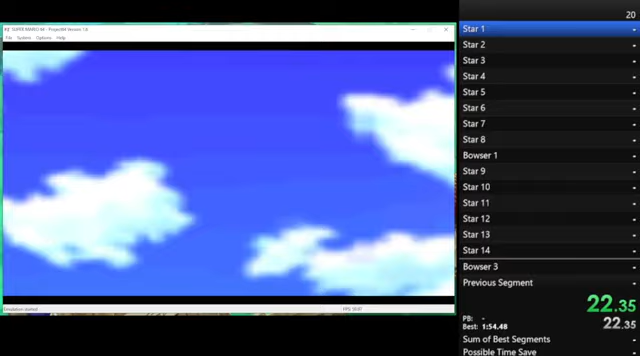 SUPER MARIO 64 - Project64 Version 1.6
File System Options Help
Emulation started
20
Star 1 -
Star 2 -
Star 3 -
Star 4 -
Star 5 -
Star 6 -
Star 7 -
Star 8 -
Bowser 1 -
Star 9 -
Star 10 -
Star 11 -
Star 12 -
Star 13 -
Star 14 -
Bowser 3 -
Previous Segment -
22.35
PB: -
Best: 1:54.48 22.35
Sum of Best Segments -
Possible Time Save -